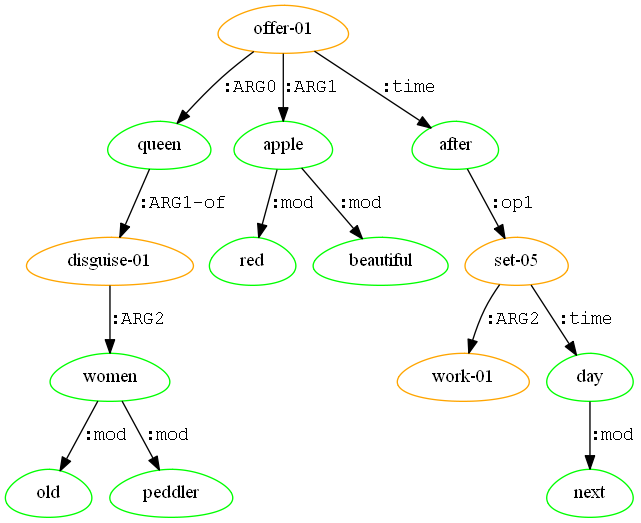 offer-01
:ARG0 :ARG1 :time
queen apple after
:ARG1-of :mod :mod :op1
disguise-01 red beautiful set-05
:ARG2 :ARG2 :time
women work-01 day
:mod :mod :mod
old peddler next